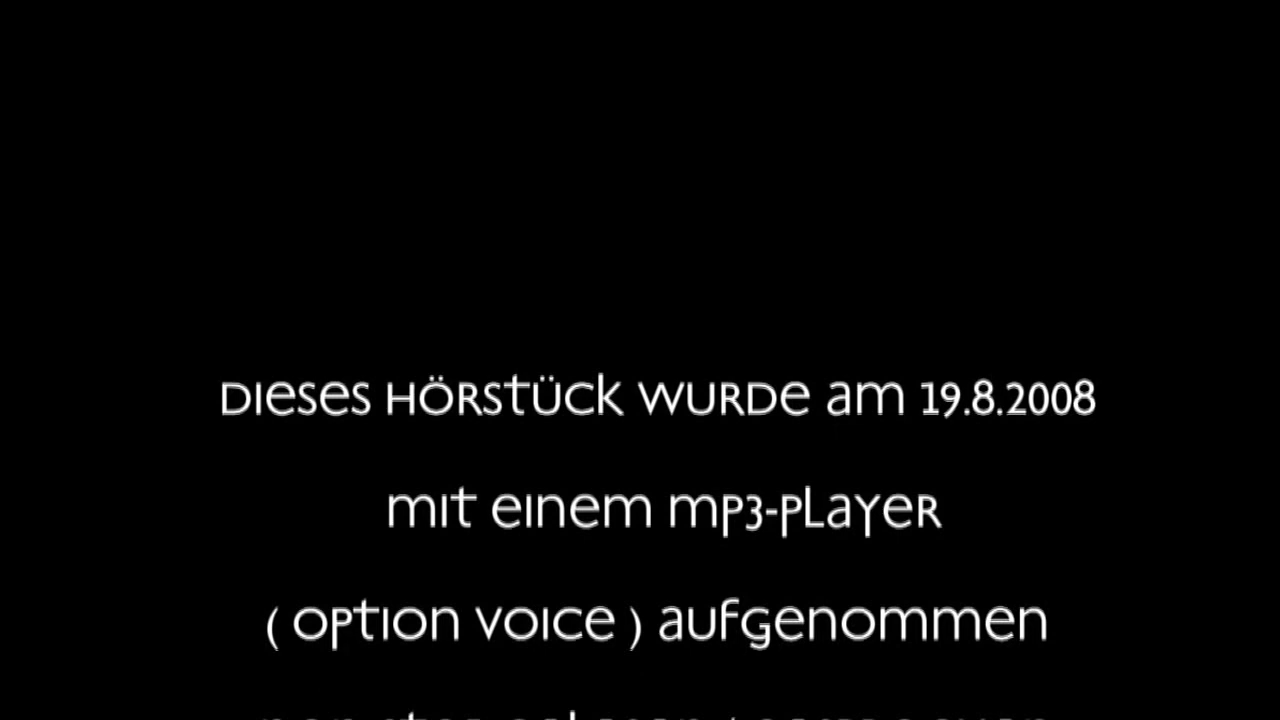 Dieses Hörstück wurde am 19.8.2008
mit einem mp3-player
( option voice ) aufgenommen